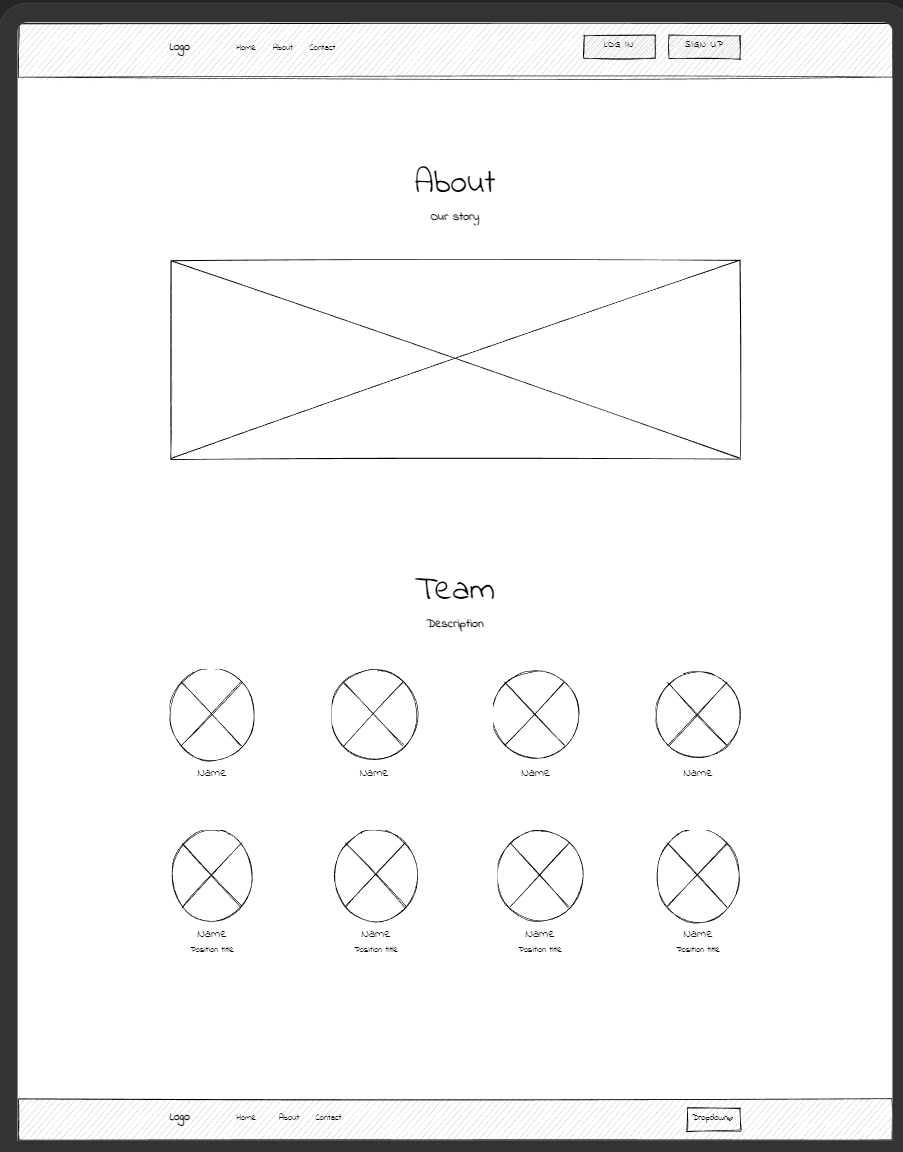 Logo Home About Contact LOG IN SIGN UP
About
our story
Team
Description
Name Name Name Name
Name Name Name Name
Position title Position title Position title Position title
Logo Home About Contact Dropdown